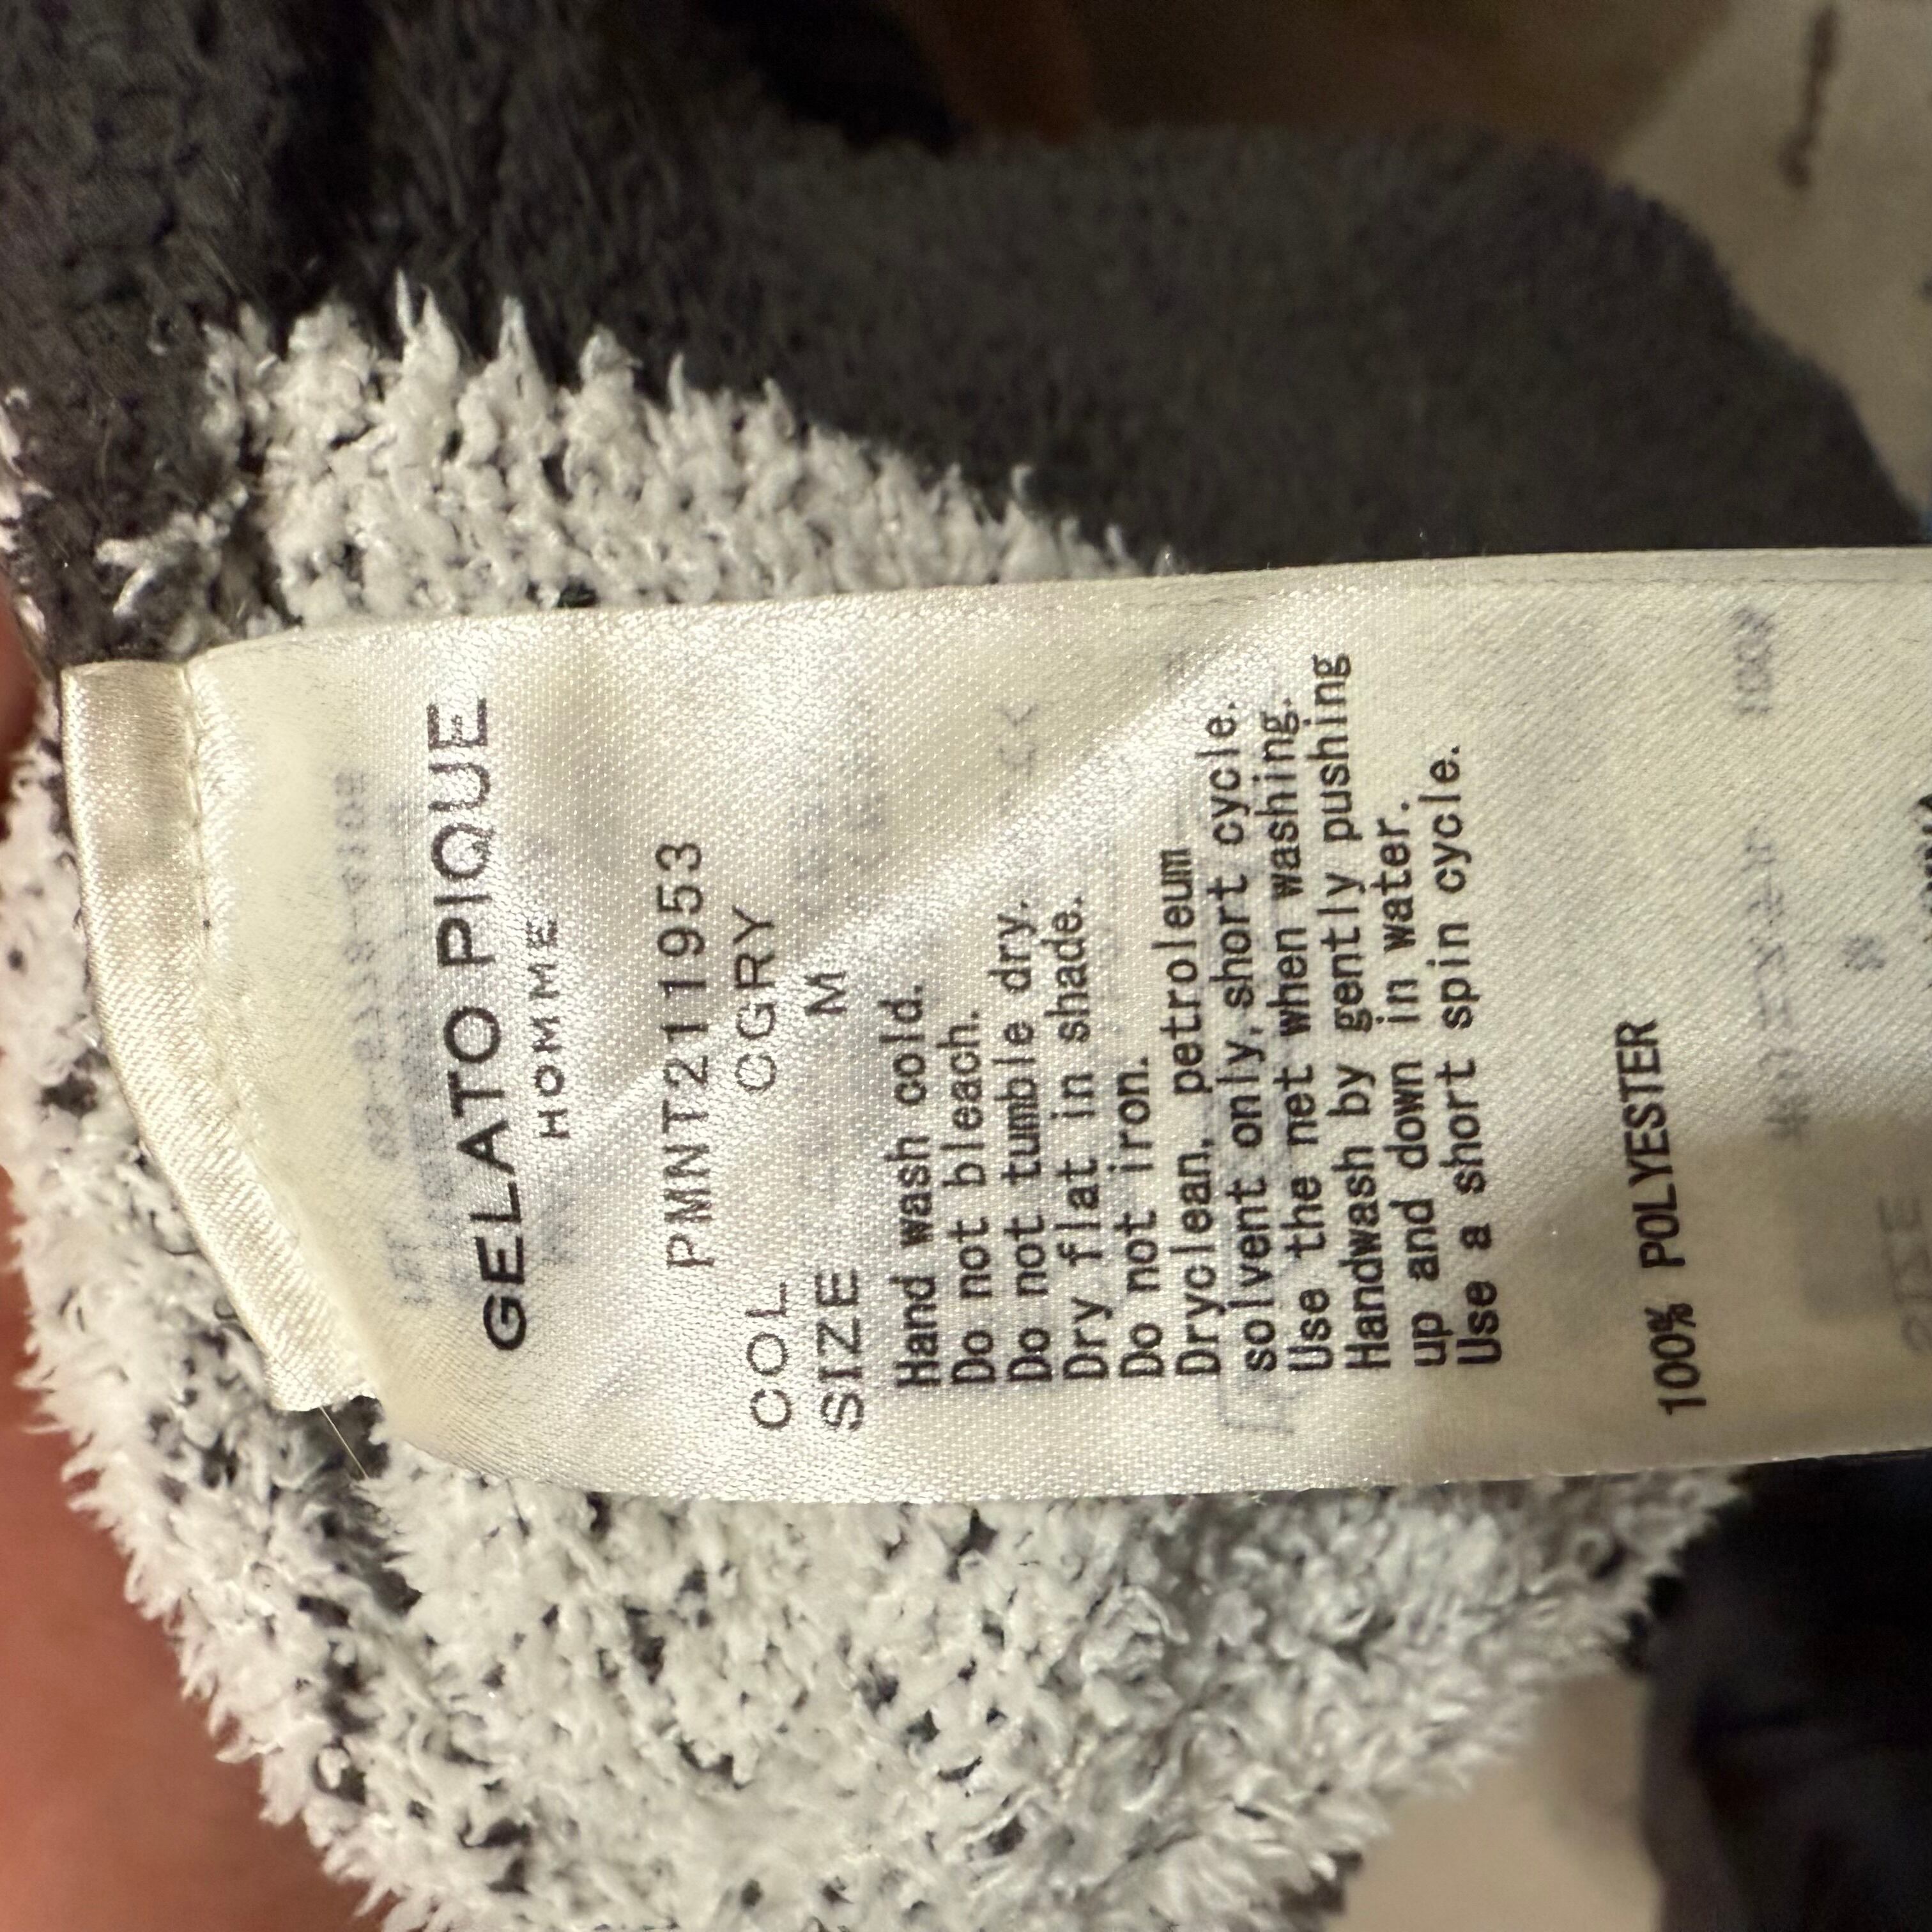 GELATO PIQUE
HOMME
PMNT211953
COL CGRY
SIZE M
Hand wash cold.
Do not bleach.
Do not tumble dry.
Dry flat in shade.
Do not iron.
Dryclean, petroleum
solvent only, short cycle.
Use the net when washing.
Handwash by gently pushing
up and down in water.
Use a short spin cycle.
100% POLYESTER